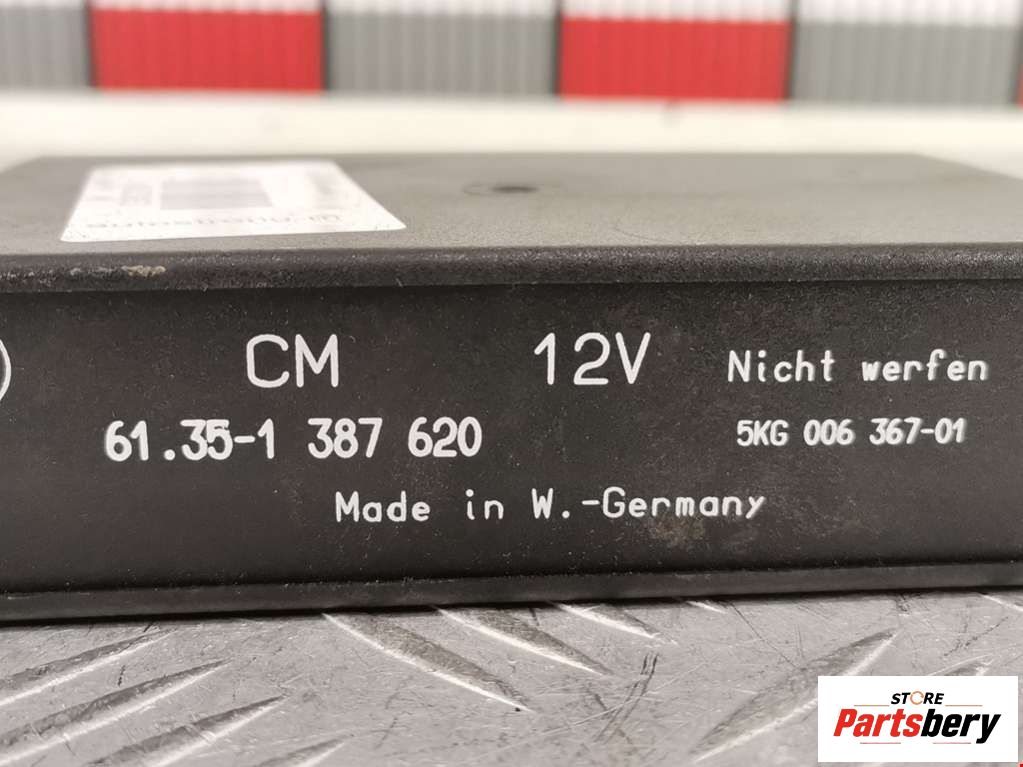 CM 12V Nicht werfen
61.35-1 387 620 5KG 006 367-01
Made in W.-Germany
STORE
Partsbery